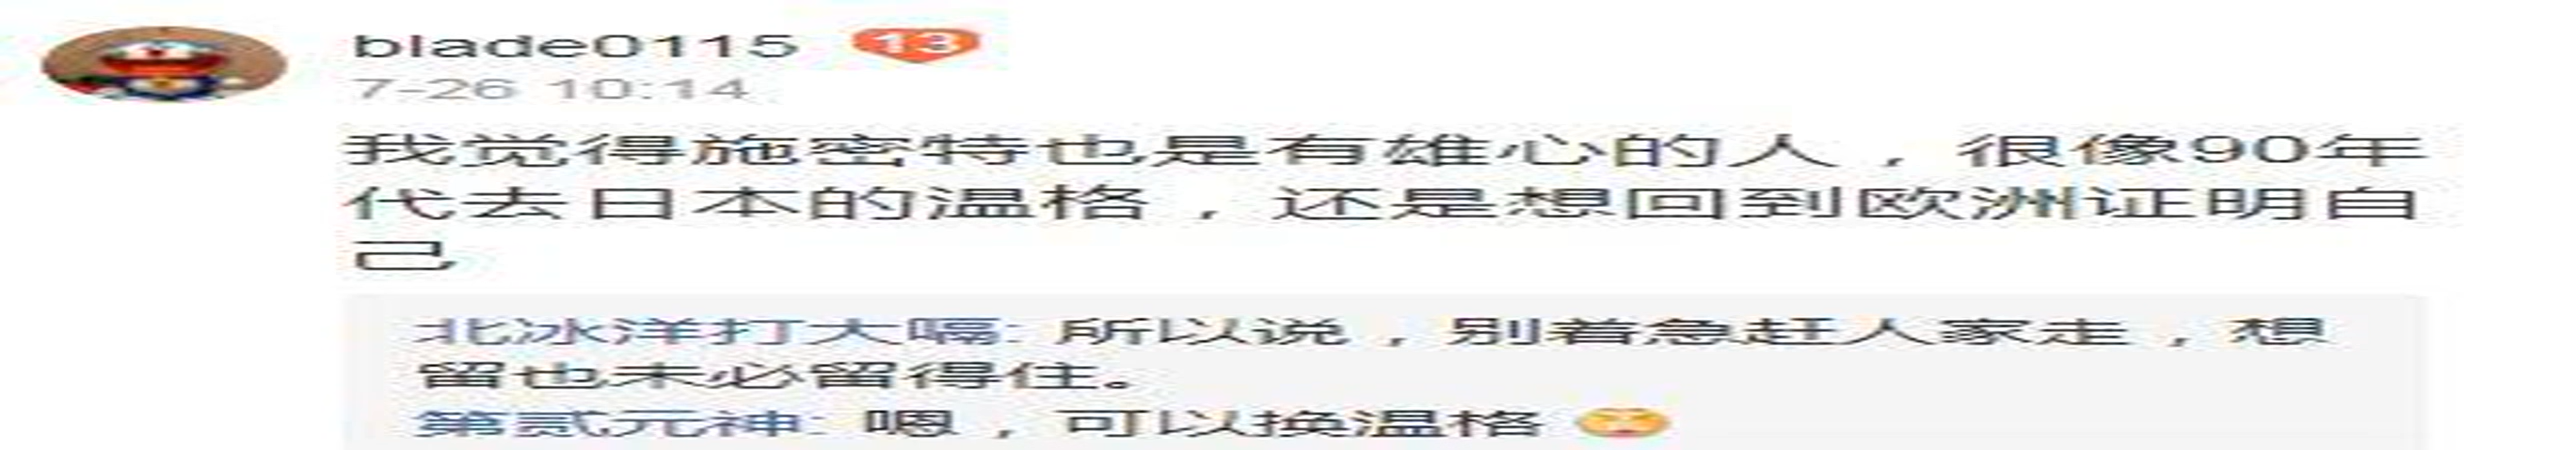 blade0115 13
7-26 10:14
我觉得施密特也是有雄心的人，很像90年
代去日本的温格，还是想回到欧洲证明自
己
北冰洋打大嗝: 所以说，别着急赶人家走，想
留也未必留得住。
第贰元神: 嗯，可以换温格